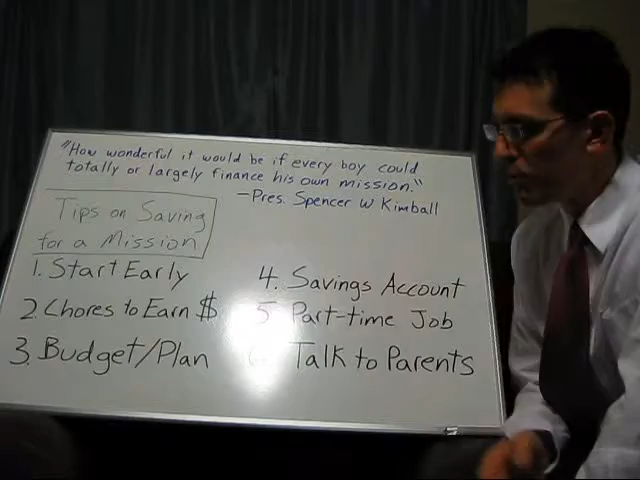 "How wonderful it would be if every boy could
totally or largely finance his own mission."
-Pres. Spencer W Kimball
Tips on Saving
for a Mission
1. Start Early
2. Chores to Earn $
3. Budget/Plan
4. Savings Account
5 Part-time Job
Talk to Parents